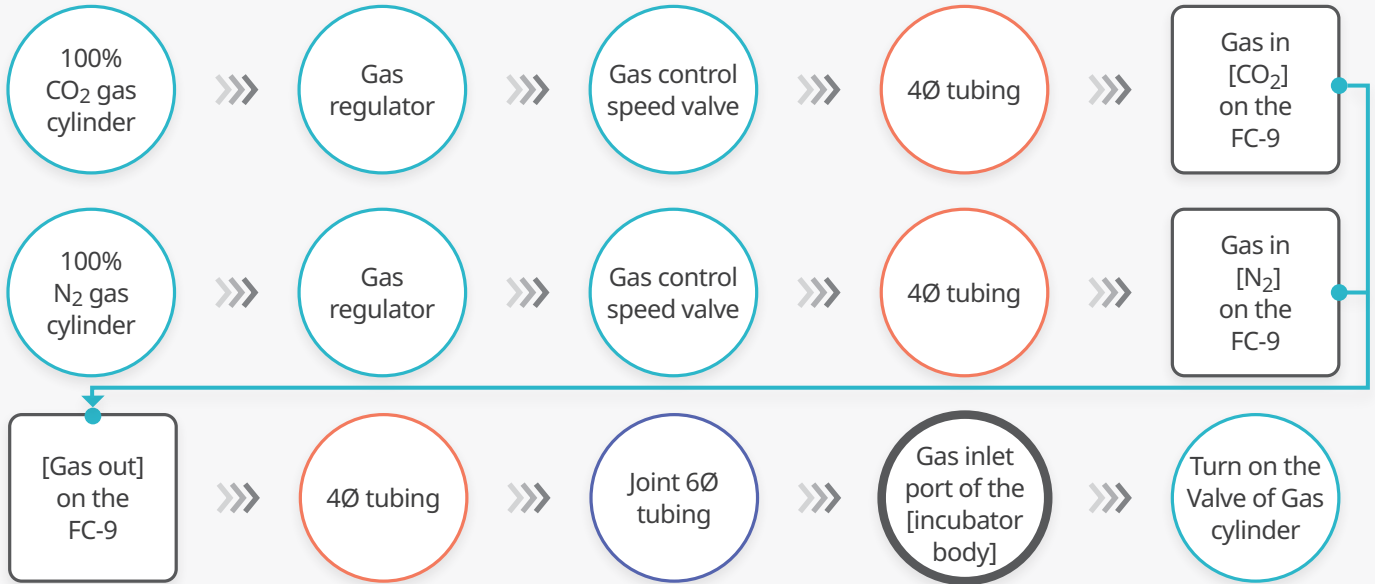 100%
CO2 gas
cylinder
Gas
regulator
Gas control
speed valve
4Ø tubing
Gas in
[CO2]
on the
FC-9
100%
N2 gas
cylinder
Gas
regulator
Gas control
speed valve
4Ø tubing
Gas in
[N2]
on the
FC-9
[Gas out]
on the
FC-9
4Ø tubing
Joint 6Ø
tubing
Gas inlet
port of the
[incubator
body]
Turn on the
Valve of Gas
cylinder